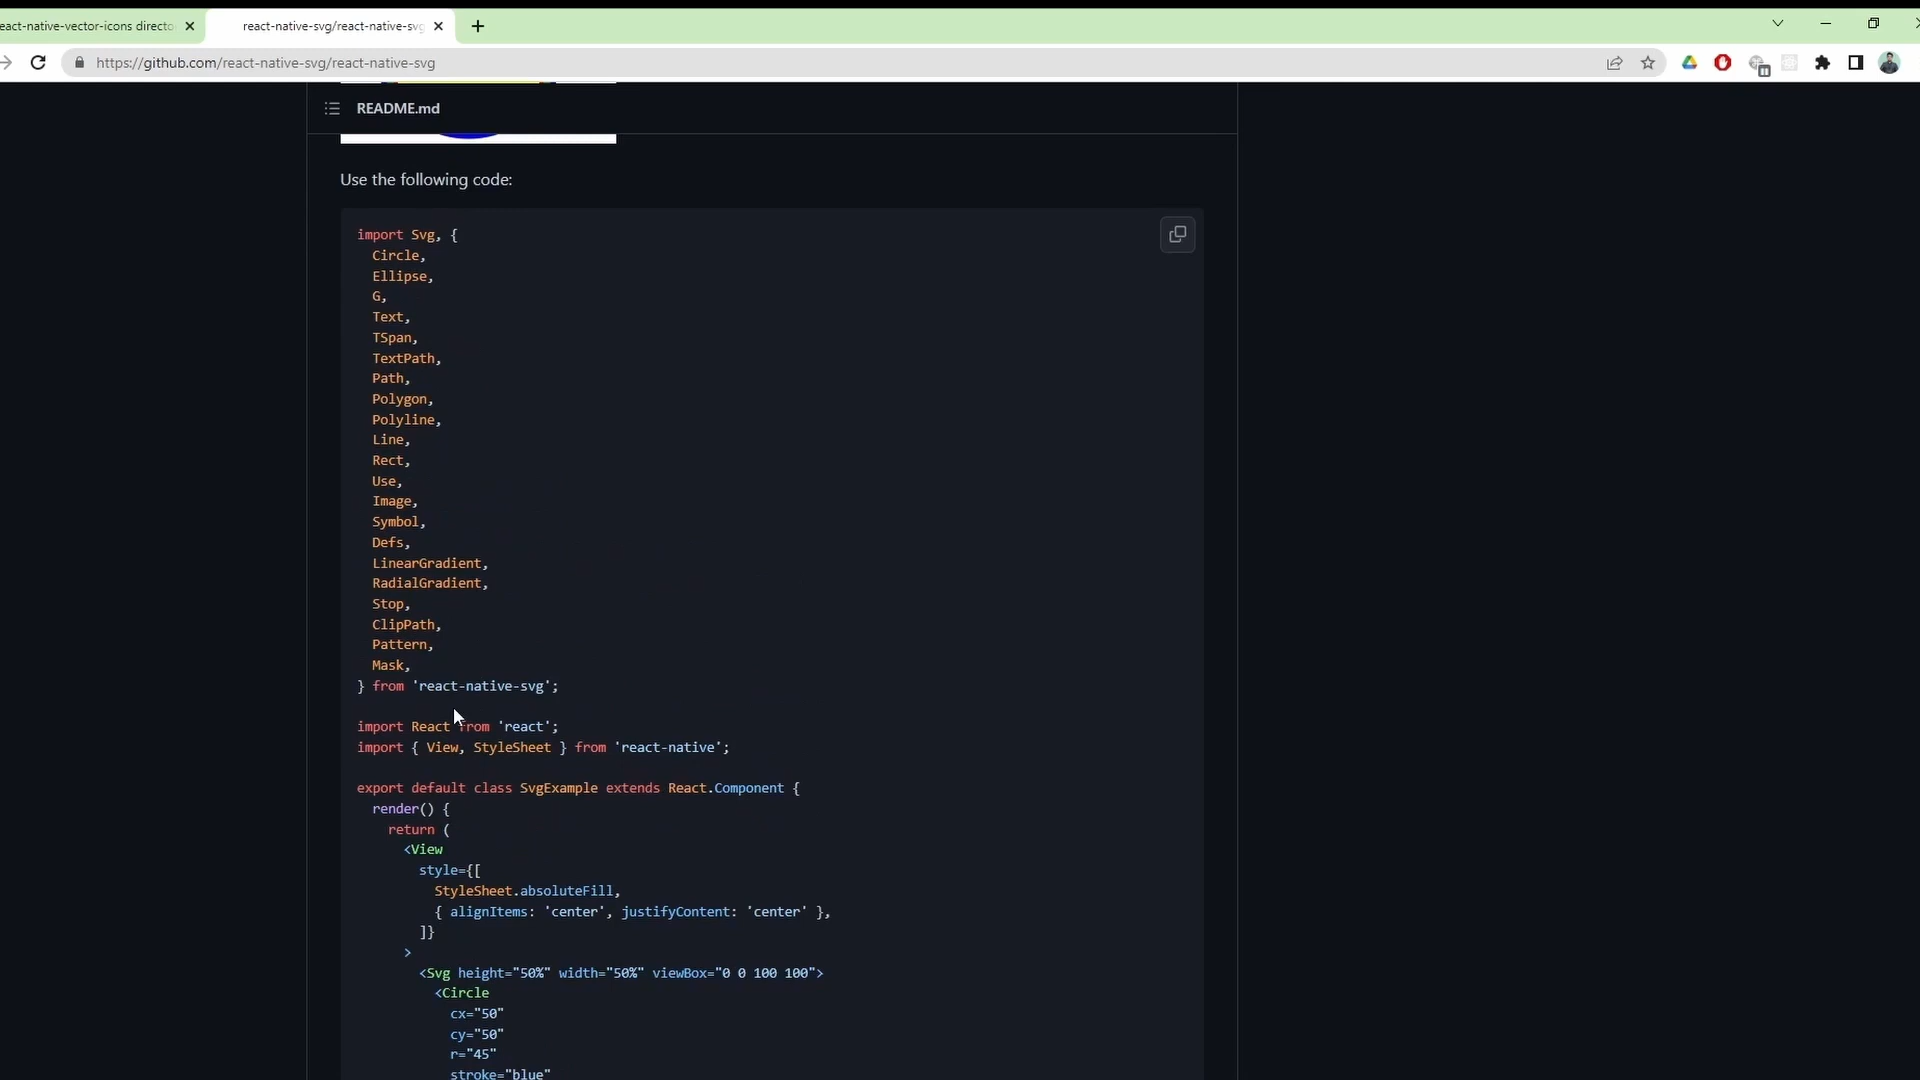 eact-native-vector-icons directo
react-native-svg/react-native-svg
https://github.com/react-native-svg/react-native-svg
README.md
Use the following code:
import Svg, {
Circle,
Ellipse,
G,
Text,
TSpan,
TextPath,
Path,
Polygon,
Polyline,
Line,
Rect,
Use,
Image,
Symbol,
Defs,
LinearGradient,
RadialGradient,
Stop,
ClipPath,
Pattern,
Mask,
} from 'react-native-svg';
import React from 'react';
import { View, StyleSheet } from 'react-native';
export default class SvgExample extends React.Component {
render() {
return (
<View
style={[
StyleSheet.absoluteFill,
{ alignItems: 'center', justifyContent: 'center' },
]}
>
<Svg height="50%" width="50%" viewBox="0 0 100 100">
<Circle
cx="50"
cy="50"
r="45"
stroke="blue"